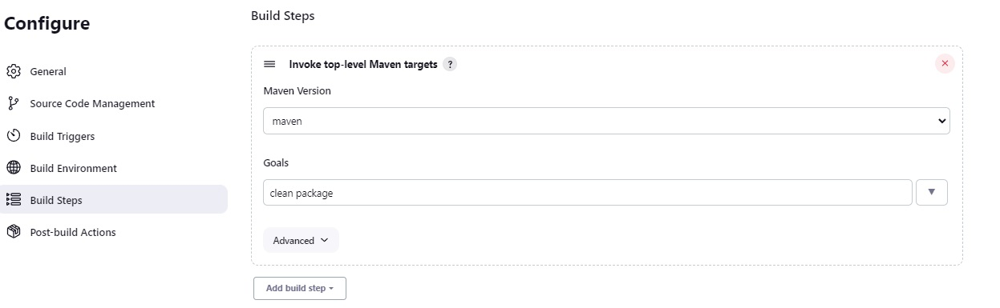 Configure
General
Source Code Management
Build Triggers
Build Environment
Build Steps
Post-build Actions
Build Steps
Invoke top-level Maven targets ?
Maven Version
maven
Goals
clean package
Advanced
Add build step